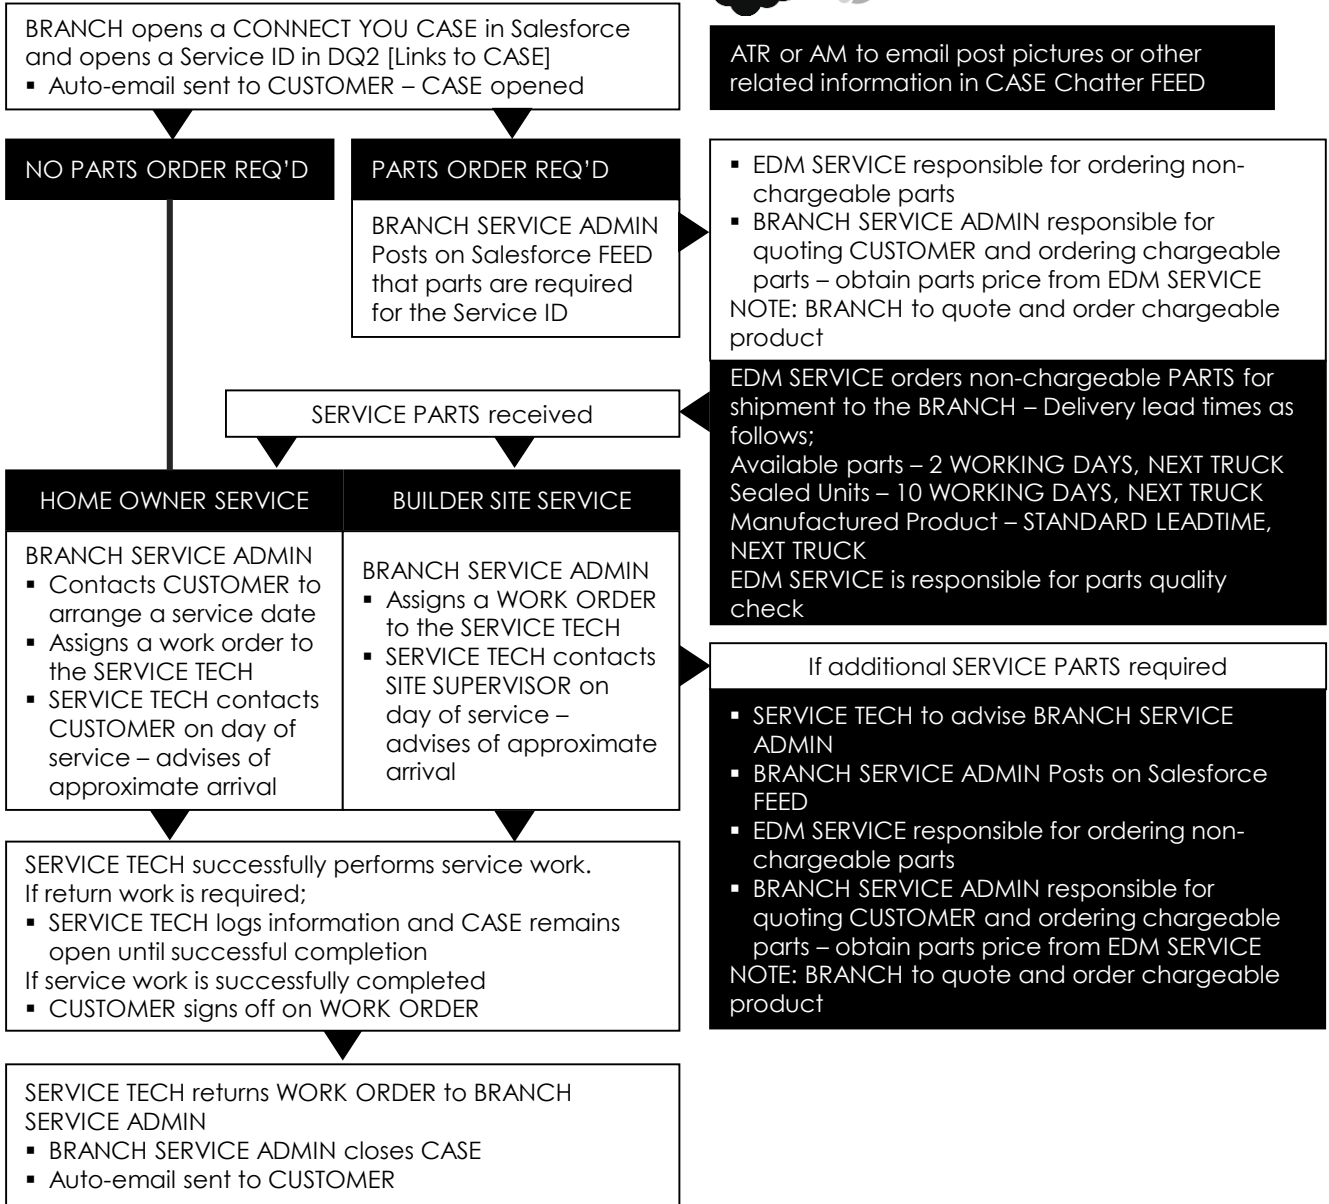 BRANCH opens a CONNECT YOU CASE in Salesforce
and opens a Service ID in DQ2 [Links to CASE]
▪ Auto-email sent to CUSTOMER – CASE opened
ATR or AM to email post pictures or other
related information in CASE Chatter FEED
NO PARTS ORDER REQ'D
PARTS ORDER REQ'D
BRANCH SERVICE ADMIN
Posts on Salesforce FEED
that parts are required
for the Service ID
▪ EDM SERVICE responsible for ordering non-
chargeable parts
▪ BRANCH SERVICE ADMIN responsible for
quoting CUSTOMER and ordering chargeable
parts – obtain parts price from EDM SERVICE
NOTE: BRANCH to quote and order chargeable
product
EDM SERVICE orders non-chargeable PARTS for
shipment to the BRANCH – Delivery lead times as
follows;
Available parts – 2 WORKING DAYS, NEXT TRUCK
Sealed Units – 10 WORKING DAYS, NEXT TRUCK
Manufactured Product – STANDARD LEADTIME,
NEXT TRUCK
EDM SERVICE is responsible for parts quality
check
SERVICE PARTS received
HOME OWNER SERVICE
BRANCH SERVICE ADMIN
▪ Contacts CUSTOMER to
arrange a service date
▪ Assigns a work order to
the SERVICE TECH
▪ SERVICE TECH contacts
CUSTOMER on day of
service – advises of
approximate arrival
BUILDER SITE SERVICE
BRANCH SERVICE ADMIN
▪ Assigns a WORK ORDER
to the SERVICE TECH
▪ SERVICE TECH contacts
SITE SUPERVISOR on
day of service –
advises of approximate
arrival
If additional SERVICE PARTS required
▪ SERVICE TECH to advise BRANCH SERVICE
ADMIN
▪ BRANCH SERVICE ADMIN Posts on Salesforce
FEED
▪ EDM SERVICE responsible for ordering non-
chargeable parts
▪ BRANCH SERVICE ADMIN responsible for
quoting CUSTOMER and ordering chargeable
parts – obtain parts price from EDM SERVICE
NOTE: BRANCH to quote and order chargeable
product
SERVICE TECH successfully performs service work.
If return work is required;
▪ SERVICE TECH logs information and CASE remains
open until successful completion
If service work is successfully completed
▪ CUSTOMER signs off on WORK ORDER
SERVICE TECH returns WORK ORDER to BRANCH
SERVICE ADMIN
▪ BRANCH SERVICE ADMIN closes CASE
▪ Auto-email sent to CUSTOMER